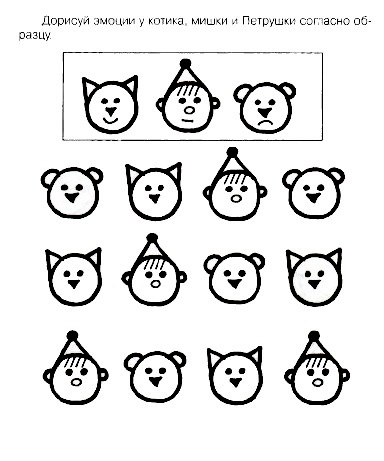 Дорисуй эмоции у котика, мишки и Петрушки согласно об-
разцу.